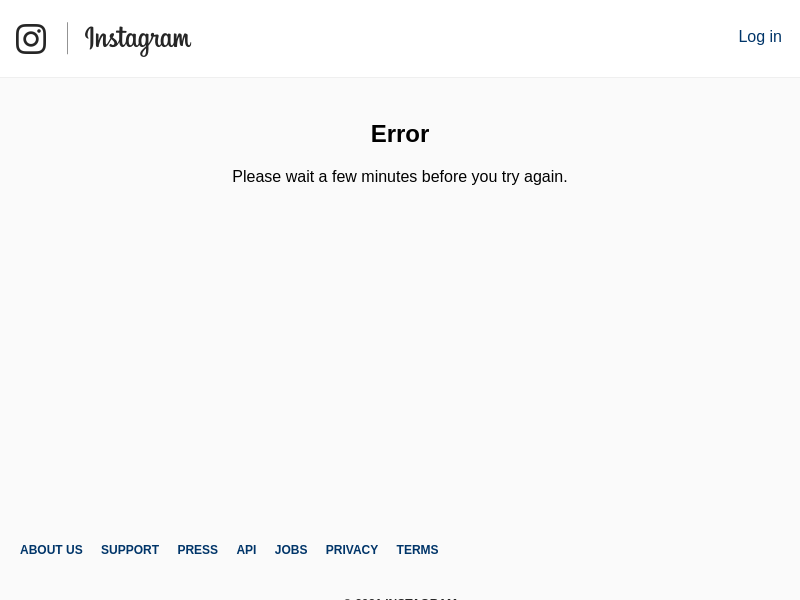 Instagram
Log in
Error
Please wait a few minutes before you try again.
ABOUT US SUPPORT PRESS API JOBS PRIVACY TERMS